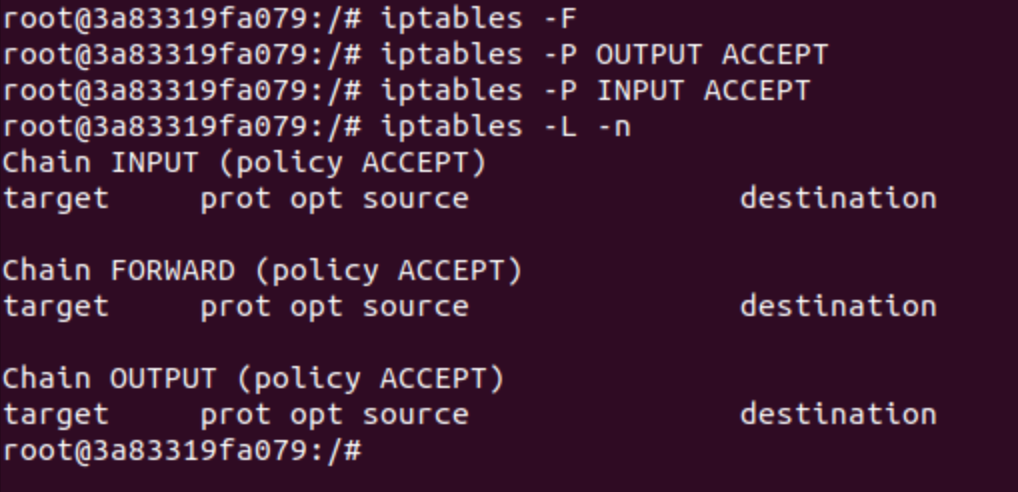 root@3a83319fa079:/# iptables -F
root@3a83319fa079:/# iptables -P OUTPUT ACCEPT
root@3a83319fa079:/# iptables -P INPUT ACCEPT
root@3a83319fa079:/# iptables -L -n
Chain INPUT (policy ACCEPT)
target     prot opt source               destination

Chain FORWARD (policy ACCEPT)
target     prot opt source               destination

Chain OUTPUT (policy ACCEPT)
target     prot opt source               destination
root@3a83319fa079:/#